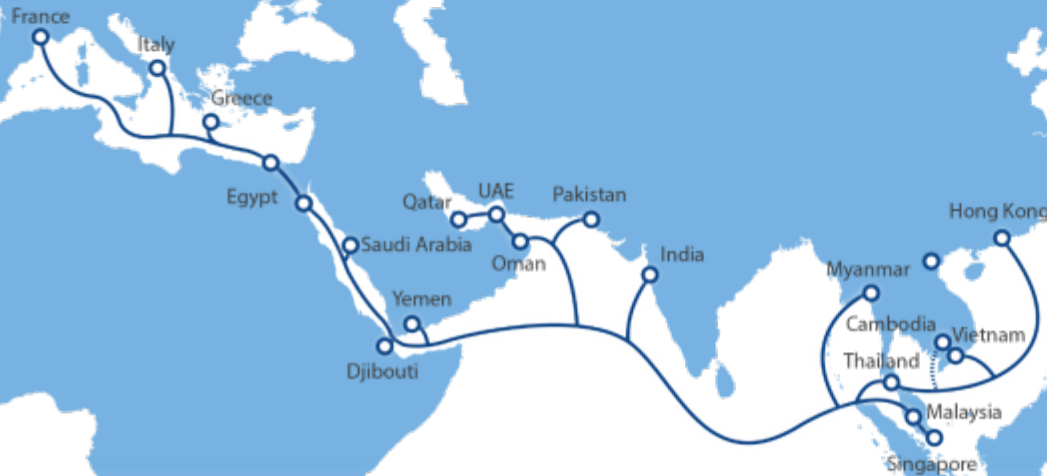 France
Italy
Greece
Egypt
Qatar
UAE
Pakistan
Hong Kong
Saudi Arabia
Oman
India
Myanmar
Yemen
Cambodia
Vietnam
Djibouti
Thailand
Malaysia
Singapore